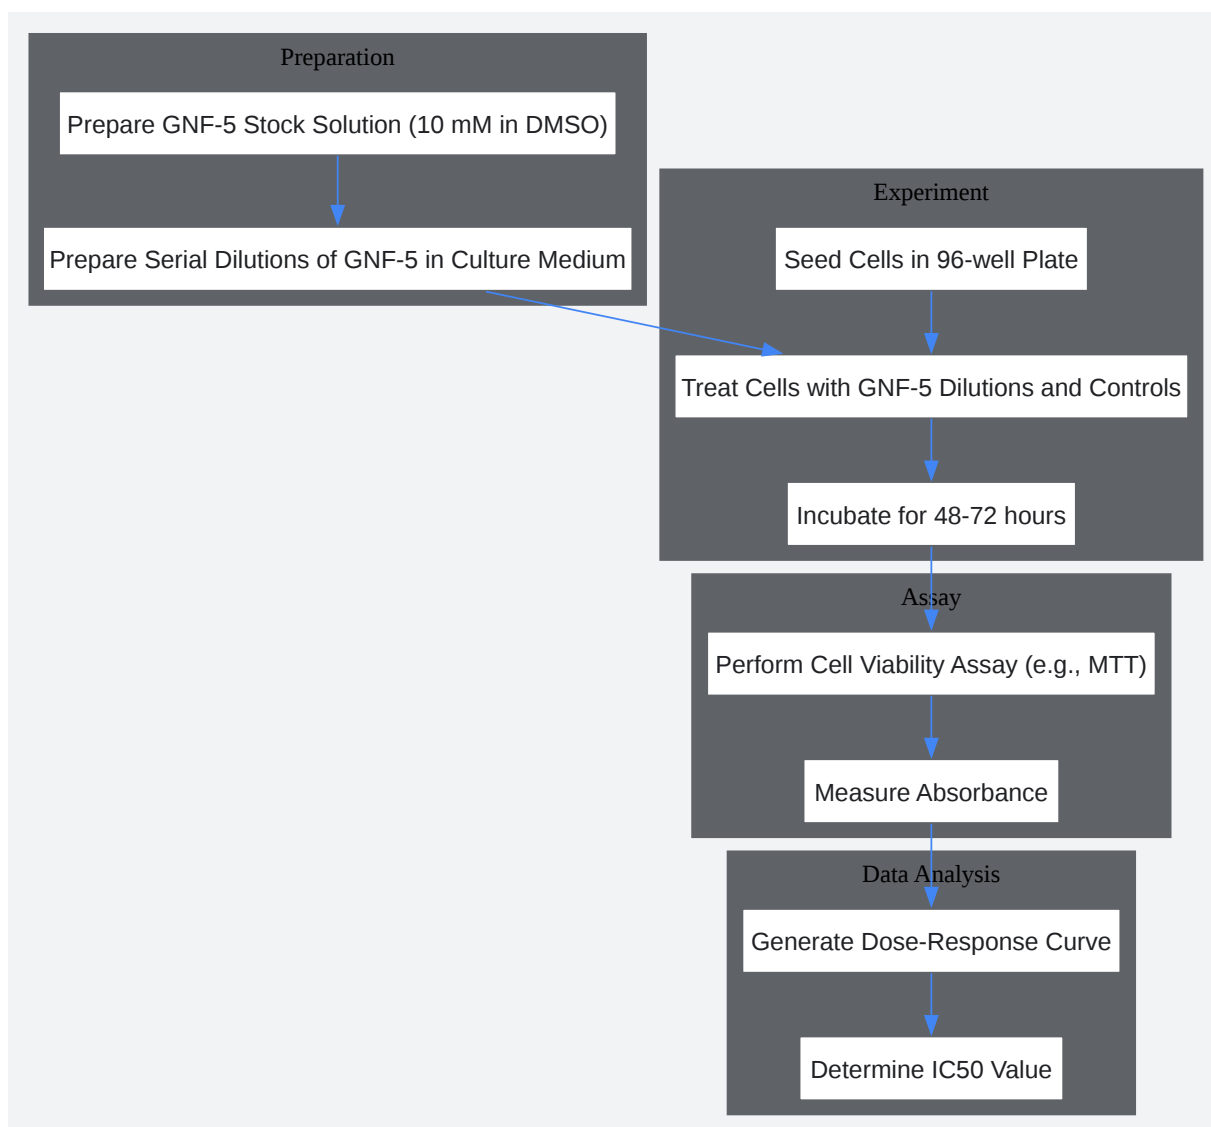 Preparation
Prepare GNF-5 Stock Solution (10 mM in DMSO)
Prepare Serial Dilutions of GNF-5 in Culture Medium
Experiment
Seed Cells in 96-well Plate
Treat Cells with GNF-5 Dilutions and Controls
Incubate for 48-72 hours
Assay
Perform Cell Viability Assay (e.g., MTT)
Measure Absorbance
Data Analysis
Generate Dose-Response Curve
Determine IC50 Value